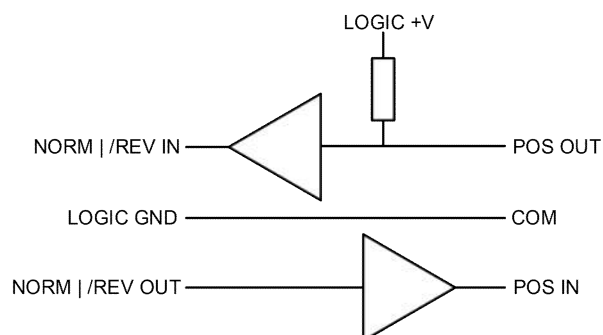 LOGIC +V
NORM | /REV IN
POS OUT
LOGIC GND
COM
NORM | /REV OUT
POS IN